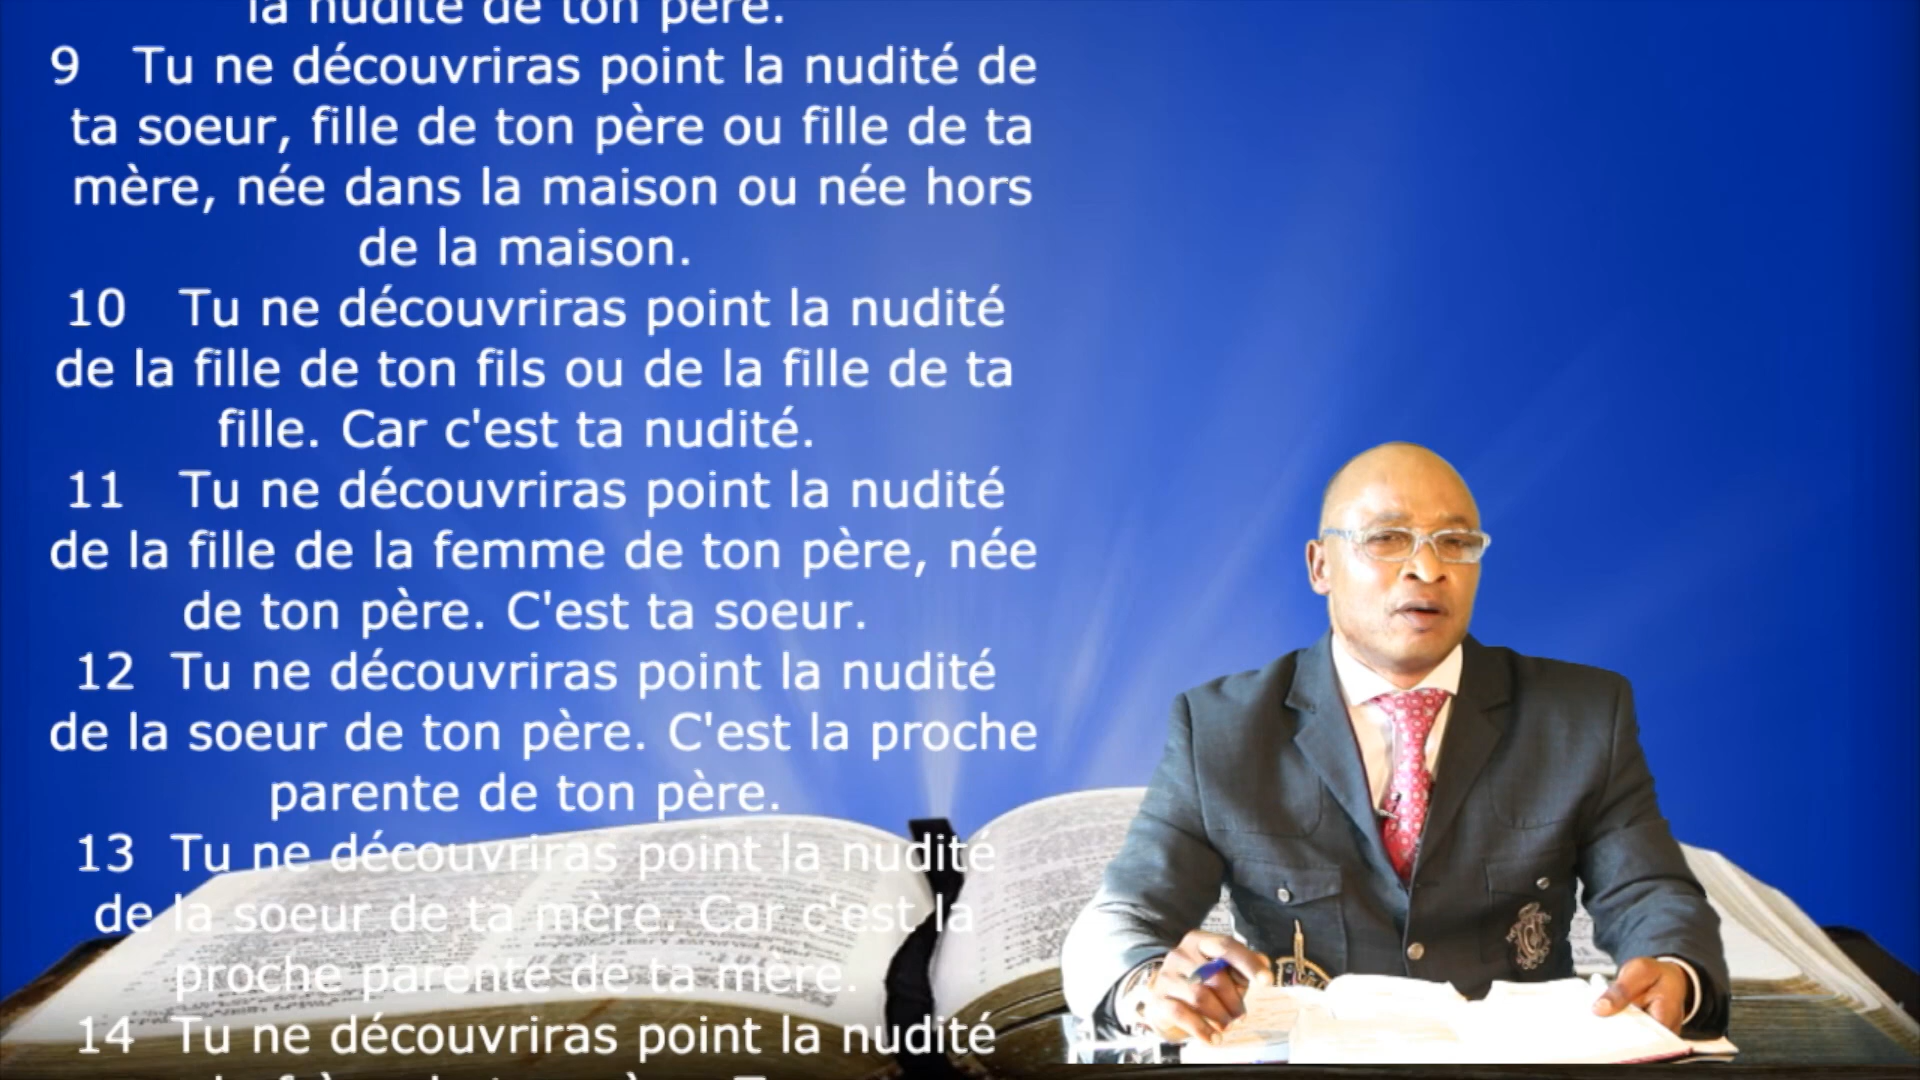 la nudité de ton père.
9 Tu ne découvriras point la nudité de
ta soeur, fille de ton père ou fille de ta
mère, née dans la maison ou née hors
de la maison.
10 Tu ne découvriras point la nudité
de la fille de ton fils ou de la fille de ta
fille. Car c'est ta nudité.
11 Tu ne découvriras point la nudité
de la fille de la femme de ton père, née
de ton père. C'est ta soeur.
12 Tu ne découvriras point la nudité
de la soeur de ton père. C'est la proche
parente de ton père.
13 Tu ne découvriras point la nudité
de la soeur de ta mère. Car c'est la
proche parente de ta mère.
14 Tu ne découvriras point la nudité